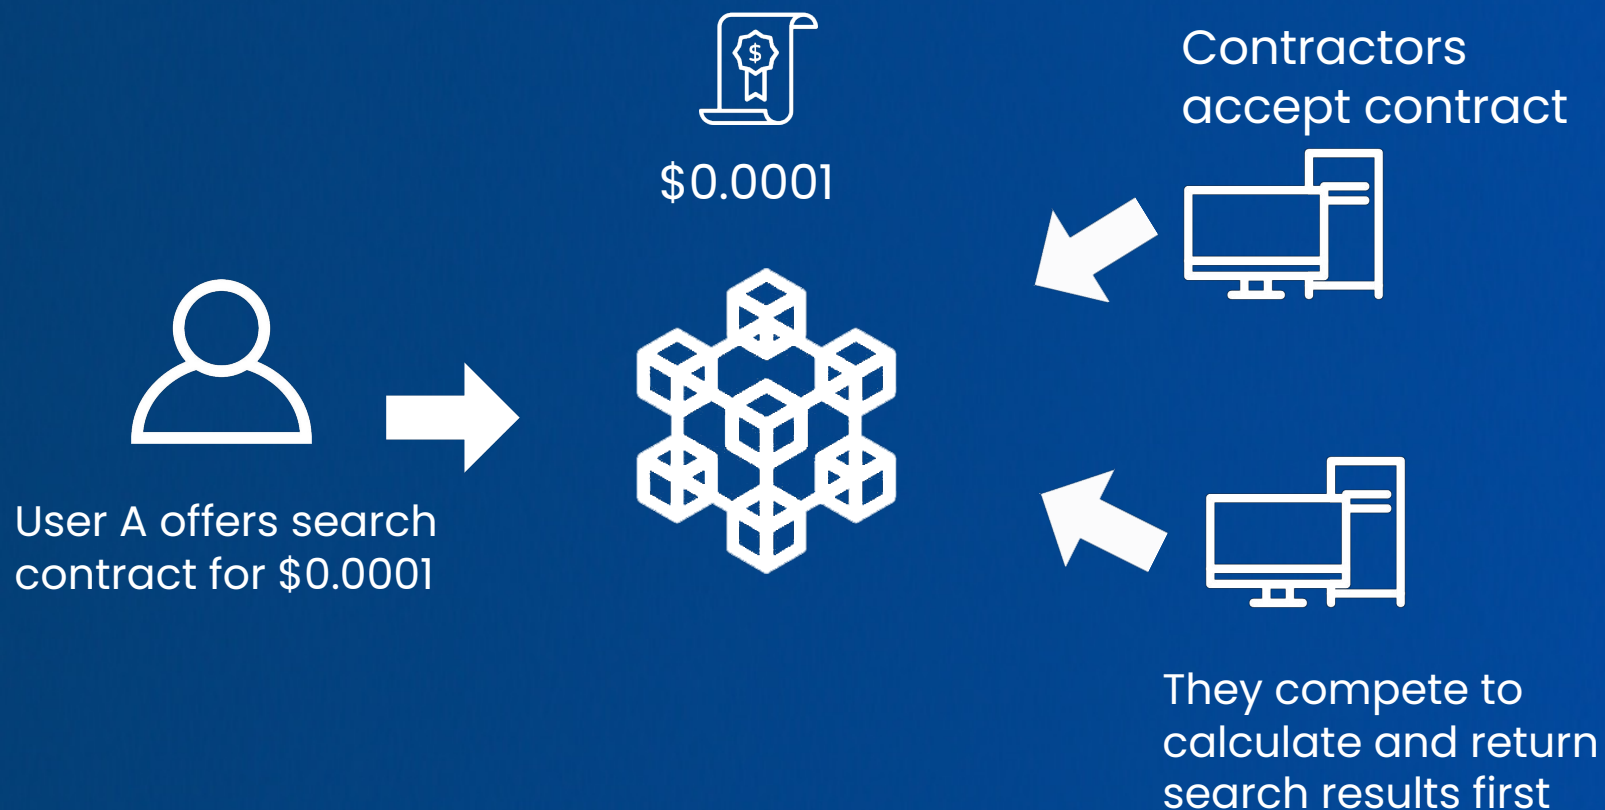 $
$0.0001
Contractors
accept contract
User A offers search
contract for $0.0001
They compete to
calculate and return
search results first